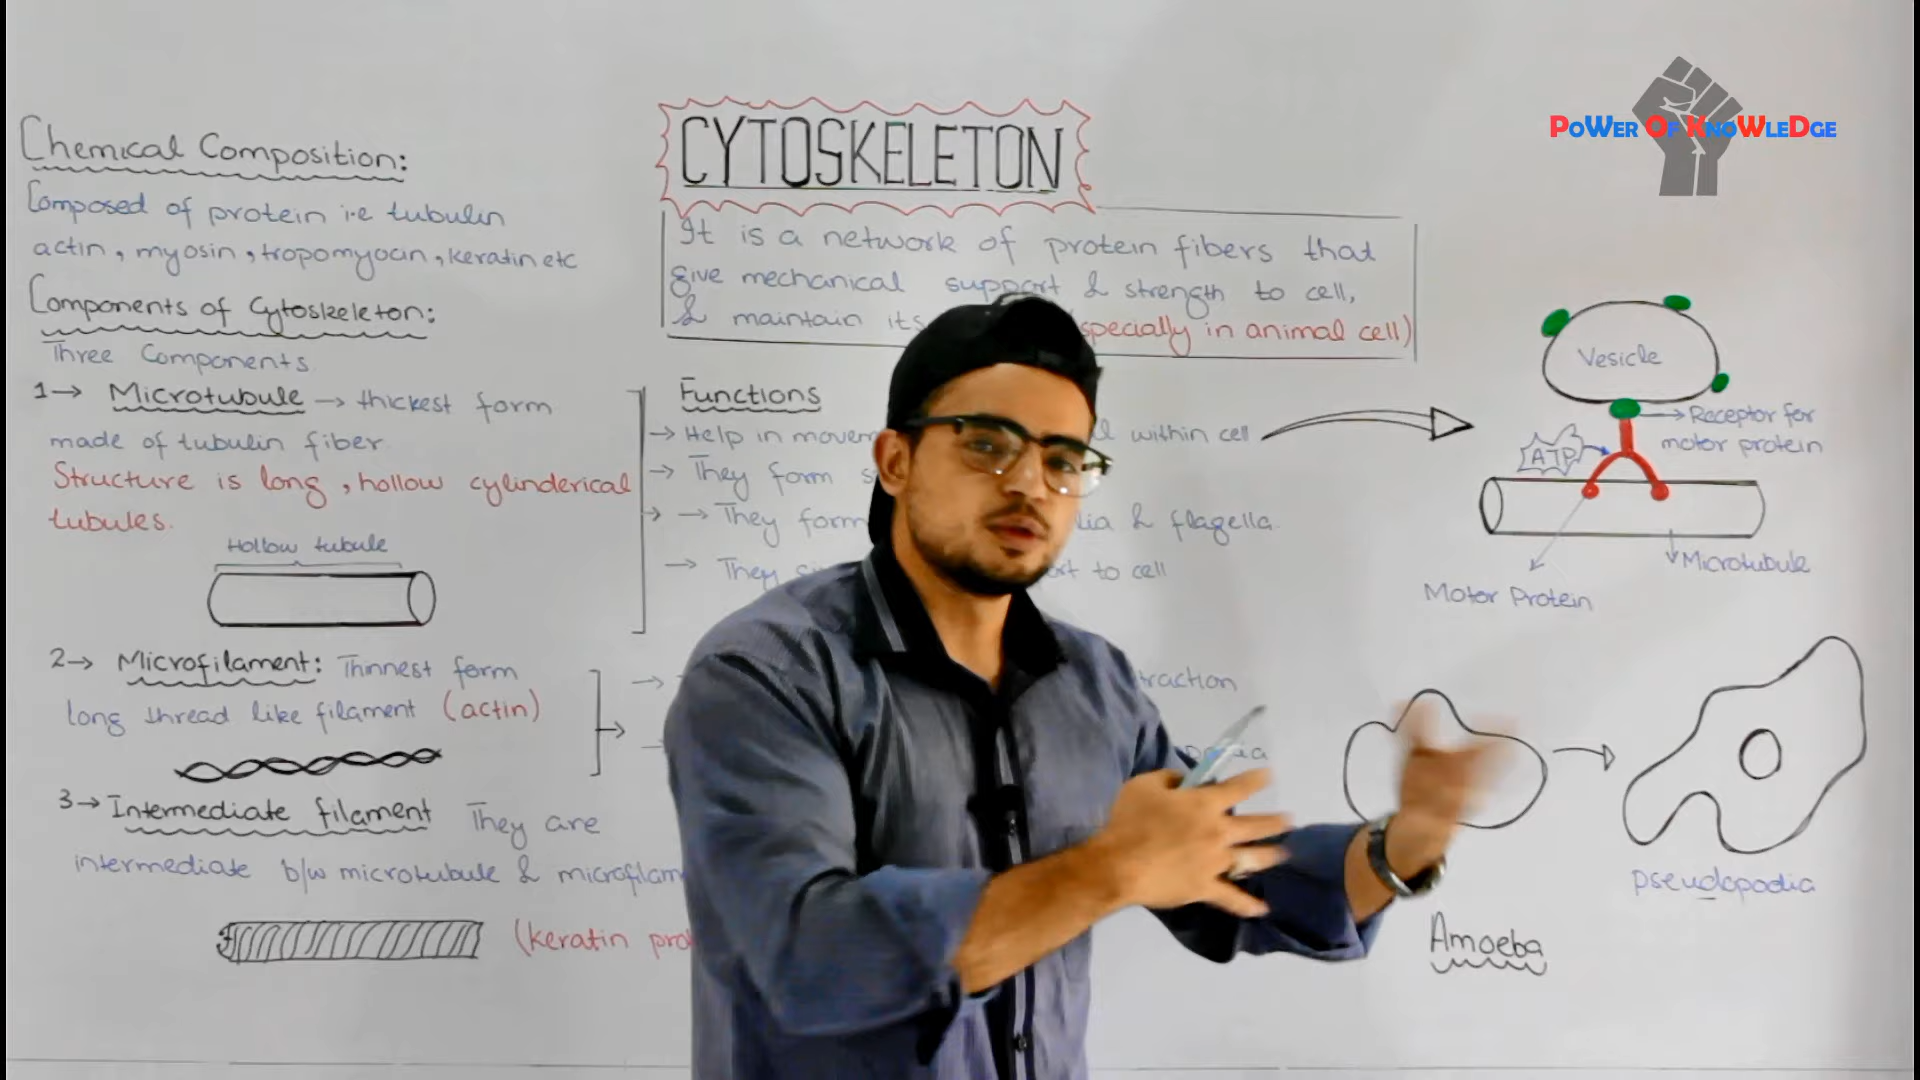 PoWer Of KnoWleDge
CYTOSKELETON
It is a network of protein fibers that
give mechanical support & strength to cell,
& maintain its specially in animal cell)
Chemical Composition:
Composed of protein i.e tubulin
actin, myosin, tropomyocin, keratin etc
Components of Cytoskeleton:
Three Components.
1→ Microtubule → thickest form
made of tubulin fiber.
Structure is long, hollow cylinderical
tubules.
Hollow tubule
2→ Microfilament: Thinnest form
long thread like filament (actin)
3→ Intermediate filament They are
intermediate b/w microtubule & microfilam
(keratin pro
Functions
→ Help in movem within cell
→ They form s
→ They form & flagella.
→ They to cell
traction
Vesicle
→ Receptor for
motor protein
ATP
Microtubule
Motor Protein
pseudopodia
Amoeba